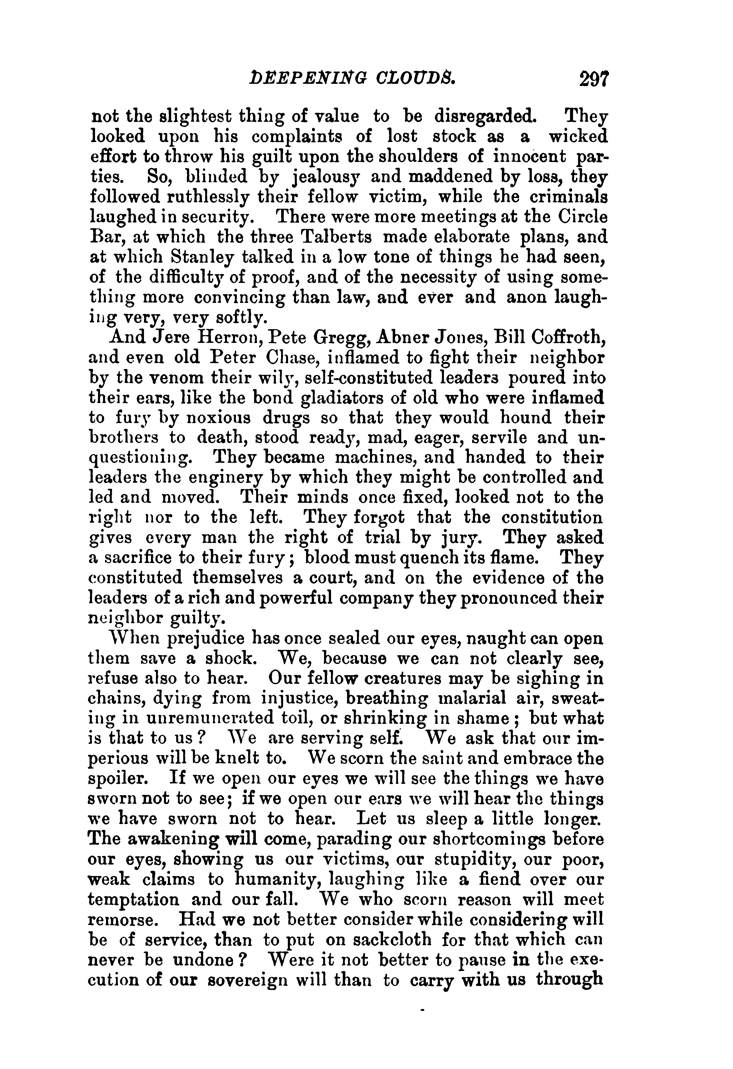 DEEPENING CLOUDS. 297
not the slightest thing of value to be disregarded. They
looked upon his complaints of lost stock as a wicked
effort to throw his guilt upon the shoulders of innocent par-
ties. So, blinded by jealousy and maddened by loss, they
followed ruthlessly their fellow victim, while the criminals
laughed in security. There were more meetings at the Circle
Bar, at which the three Talberts made elaborate plans, and
at which Stanley talked in a low tone of things he had seen,
of the difficulty of proof, and of the necessity of using some-
thing more convincing than law, and ever and anon laugh-
ing very, very softly.
And Jere Herron, Pete Gregg, Abner Jones, Bill Coffroth,
and even old Peter Chase, inflamed to fight their neighbor
by the venom their wily, self-constituted leaders poured into
their ears, like the bond gladiators of old who were inflamed
to fury by noxious drugs so that they would hound their
brothers to death, stood ready, mad, eager, servile and un-
questioning. They became machines, and handed to their
leaders the enginery by which they might be controlled and
led and moved. Their minds once fixed, looked not to the
right nor to the left. They forgot that the constitution
gives every man the right of trial by jury. They asked
a sacrifice to their fury; blood must quench its flame. They
constituted themselves a court, and on the evidence of the
leaders of a rich and powerful company they pronounced their
neighbor guilty.
When prejudice has once sealed our eyes, naught can open
them save a shock. We, because we can not clearly see,
refuse also to hear. Our fellow creatures may be sighing in
chains, dying from injustice, breathing malarial air, sweat-
ing in unremunerated toil, or shrinking in shame; but what
is that to us? We are serving self. We ask that our im-
perious will be knelt to. We scorn the saint and embrace the
spoiler. If we open our eyes we will see the things we have
sworn not to see; if we open our ears we will hear the things
we have sworn not to hear. Let us sleep a little longer.
The awakening will come, parading our shortcomings before
our eyes, showing us our victims, our stupidity, our poor,
weak claims to humanity, laughing like a fiend over our
temptation and our fall. We who scorn reason will meet
remorse. Had we not better consider while considering will
be of service, than to put on sackcloth for that which can
never be undone? Were it not better to pause in the exe-
cution of our sovereign will than to carry with us through